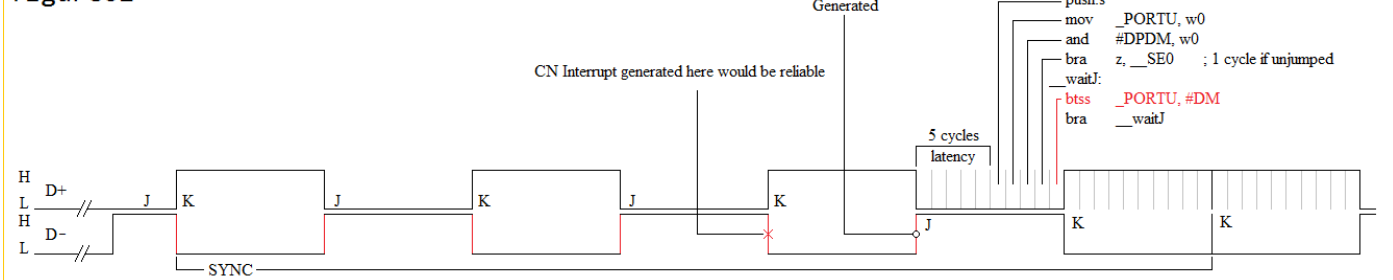 Generated
push.s
mov _PORTU, w0
and #DPDM, w0
bra z, __SE0 ; 1 cycle if unjumped
__waitJ:
btss _PORTU, #DM
bra __waitJ
CN Interrupt generated here would be reliable
5 cycles
latency
H
L
D+
H
L
D-
J
K
J
K
J
K
J
K
K
SYNC